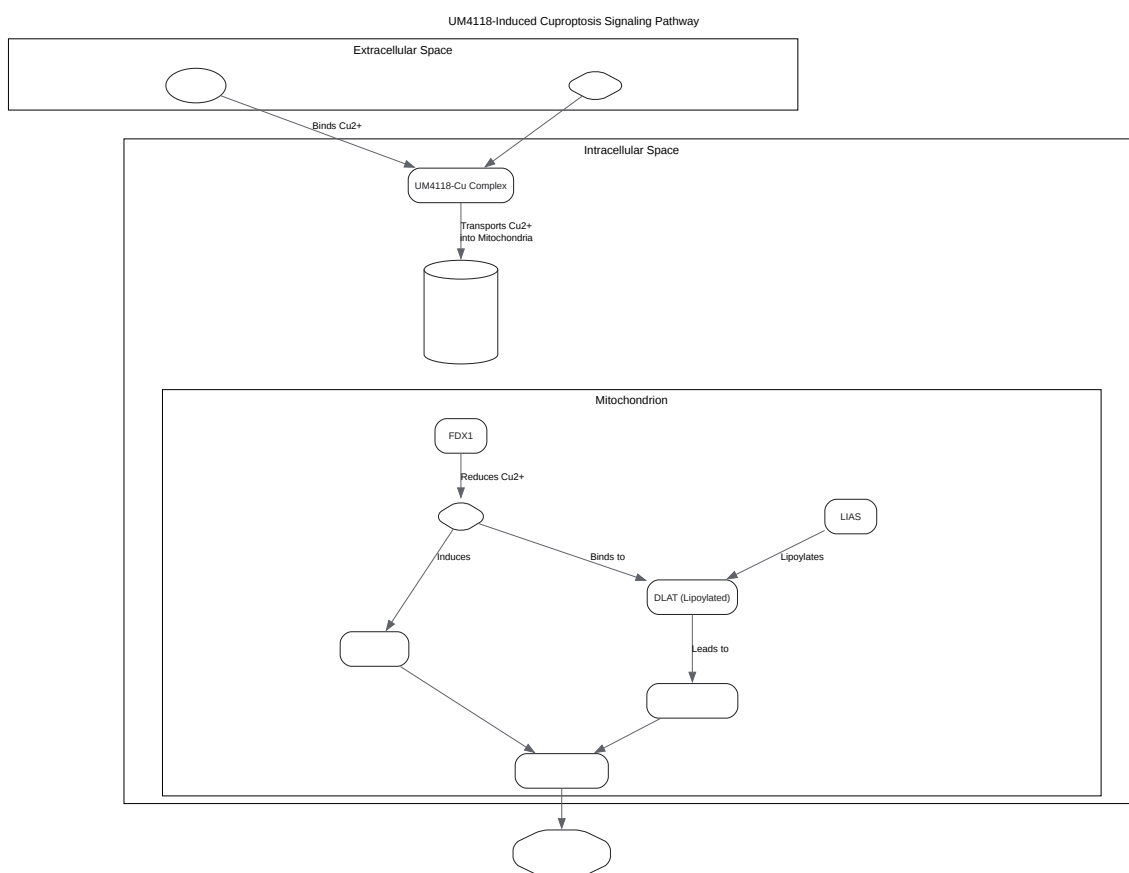 UM4118-Induced Cuproptosis Signaling Pathway
Extracellular Space
Binds Cu2+
Intracellular Space
UM4118-Cu Complex
Transports Cu2+
into Mitochondria
Mitochondrion
FDX1
Reduces Cu2+
LIAS
Induces
Binds to
Lipoylates
DLAT (Lipoylated)
Leads to